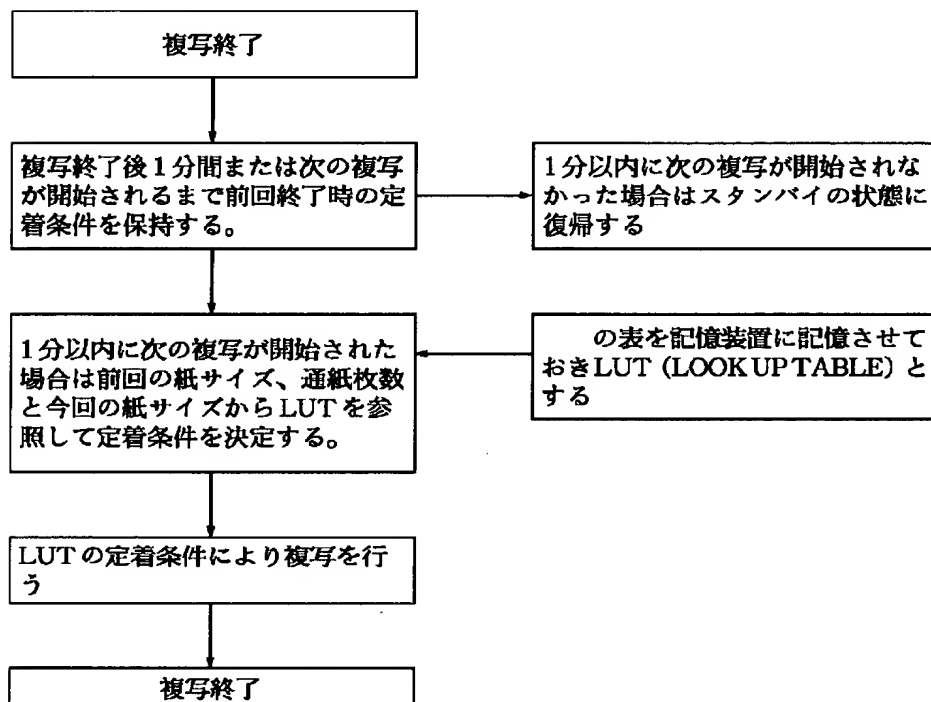 複写終了
複写終了後1分間または次の複写
が開始されるまで前回終了時の定
着条件を保持する。
1分以内に次の複写が開始されな
かった場合はスタンバイの状態に
復帰する
1分以内に次の複写が開始された
場合は前回の紙サイズ、通紙枚数
と今回の紙サイズからLUTを参
照して定着条件を決定する。
の表を記憶装置に記憶させて
おきLUT(LOOK UP TABLE)と
する
LUTの定着条件により複写を行
う
複写終了